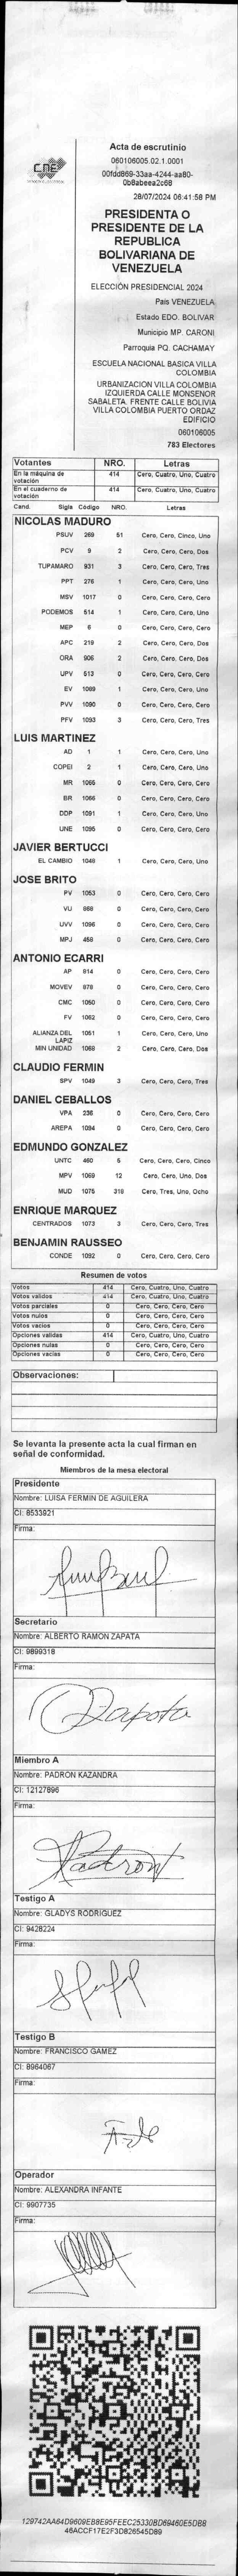 CNE
Acta de escrutinio
060106005.02.1.0001
00fdd869-33aa-4244-aa80-
0b8abeea2c68
28/07/2024 06:41:58 PM
PRESIDENTA O
PRESIDENTE DE LA
REPUBLICA
BOLIVARIANA DE
VENEZUELA
ELECCIÓN PRESIDENCIAL 2024
País VENEZUELA
Estado EDO. BOLIVAR
Municipio MP. CARONI
Parroquia PQ. CACHAMAY
ESCUELA NACIONAL BASICA VILLA
COLOMBIA
URBANIZACION VILLA COLOMBIA
IZQUIERDA CALLE MONSENOR
SABALETA. FRENTE CALLE BOLIVIA
VILLA COLOMBIA PUERTO ORDAZ
EDIFICIO
060106005
783 Electores
Votantes NRO. Letras
En la máquina de votación 414 Cero, Cuatro, Uno, Cuatro
En el cuaderno de votación 414 Cero, Cuatro, Uno, Cuatro
Cand. Sigla Código NRO. Letras
NICOLAS MADURO
PSUV 269 51 Cero, Cero, Cinco, Uno
PCV 9 2 Cero, Cero, Cero, Dos
TUPAMARO 931 3 Cero, Cero, Cero, Tres
PPT 276 1 Cero, Cero, Cero, Uno
MSV 1017 0 Cero, Cero, Cero, Cero
PODEMOS 514 1 Cero, Cero, Cero, Uno
MEP 6 0 Cero, Cero, Cero, Cero
APC 219 2 Cero, Cero, Cero, Dos
ORA 906 2 Cero, Cero, Cero, Dos
UPV 513 0 Cero, Cero, Cero, Cero
EV 1089 1 Cero, Cero, Cero, Uno
PVV 1090 0 Cero, Cero, Cero, Cero
PFV 1093 3 Cero, Cero, Cero, Tres
LUIS MARTINEZ
AD 1 1 Cero, Cero, Cero, Uno
COPEI 2 1 Cero, Cero, Cero, Uno
MR 1065 0 Cero, Cero, Cero, Cero
BR 1066 0 Cero, Cero, Cero, Cero
DDP 1091 1 Cero, Cero, Cero, Uno
UNE 1095 0 Cero, Cero, Cero, Cero
JAVIER BERTUCCI
EL CAMBIO 1048 1 Cero, Cero, Cero, Uno
JOSE BRITO
PV 1053 0 Cero, Cero, Cero, Cero
VU 868 0 Cero, Cero, Cero, Cero
UVV 1096 0 Cero, Cero, Cero, Cero
MPJ 458 0 Cero, Cero, Cero, Cero
ANTONIO ECARRI
AP 814 0 Cero, Cero, Cero, Cero
MOVEV 878 0 Cero, Cero, Cero, Cero
CMC 1050 0 Cero, Cero, Cero, Cero
FV 1062 0 Cero, Cero, Cero, Cero
ALIANZA DEL LAPIZ 1051 1 Cero, Cero, Cero, Uno
MIN UNIDAD 1068 2 Cero, Cero, Cero, Dos
CLAUDIO FERMIN
SPV 1049 3 Cero, Cero, Cero, Tres
DANIEL CEBALLOS
VPA 236 0 Cero, Cero, Cero, Cero
AREPA 1094 0 Cero, Cero, Cero, Cero
EDMUNDO GONZALEZ
UNTC 460 5 Cero, Cero, Cero, Cinco
MPV 1069 12 Cero, Cero, Uno, Dos
MUD 1075 318 Cero, Tres, Uno, Ocho
ENRIQUE MARQUEZ
CENTRADOS 1073 3 Cero, Cero, Cero, Tres
BENJAMIN RAUSSEO
CONDE 1092 0 Cero, Cero, Cero, Cero
Resumen de votos
Votos 414 Cero, Cuatro, Uno, Cuatro
Votos validos 414 Cero, Cuatro, Uno, Cuatro
Votos parciales 0 Cero, Cero, Cero, Cero
Votos nulos 0 Cero, Cero, Cero, Cero
Votos vacios 0 Cero, Cero, Cero, Cero
Opciones validas 414 Cero, Cuatro, Uno, Cuatro
Opciones nulas 0 Cero, Cero, Cero, Cero
Opciones vacias 0 Cero, Cero, Cero, Cero
Observaciones:
Se levanta la presente acta la cual firman en
señal de conformidad.
Miembros de la mesa electoral
Presidente
Nombre: LUISA FERMIN DE AGUILERA
CI: 8533921
Firma:
Secretario
Nombre: ALBERTO RAMON ZAPATA
CI: 9899318
Firma:
Zapata
Miembro A
Nombre: PADRON KAZANDRA
CI: 12127896
Firma:
Padron
Testigo A
Nombre: GLADYS RODRIGUEZ
CI: 9428224
Firma:
Testigo B
Nombre: FRANCISCO GAMEZ
CI: 8964067
Firma:
Operador
Nombre: ALEXANDRA INFANTE
CI: 9907735
Firma:
129742AA64D9609EB8E95FEEC25330BD69460E5DB8
46ACCF17E2F3D826545D89